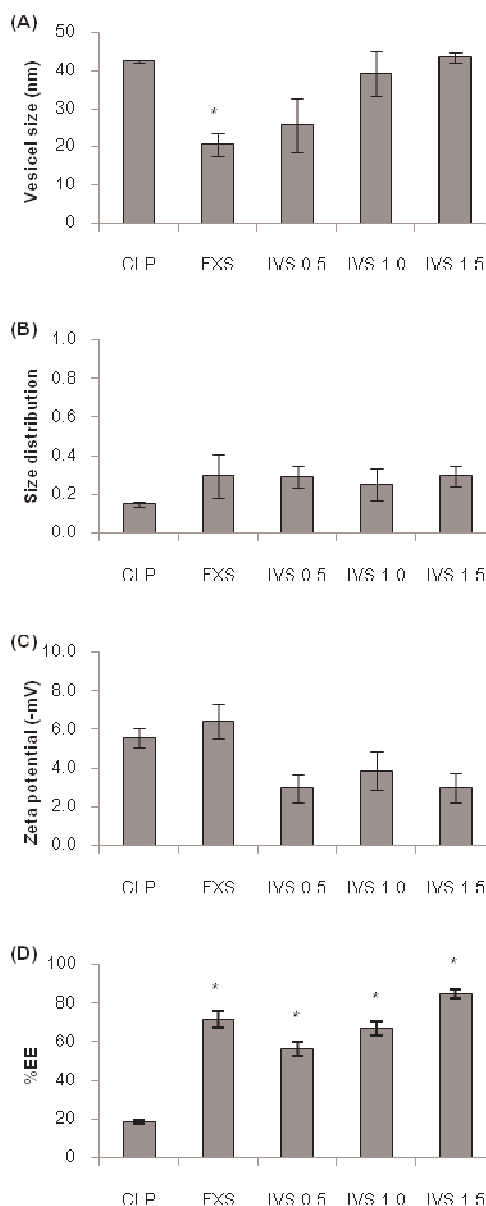 (A)
Vesicel size (nm)
50
40
30
20
10
0
*
CLP FXS IVS 0.5 IVS 1.0 IVS 1.5
(B)
Size distribution
1.0
0.8
0.6
0.4
0.2
0.0
CLP FXS IVS 0.5 IVS 1.0 IVS 1.5
(C)
Zeta potential (-mV)
10.0
8.0
6.0
4.0
2.0
0.0
CLP FXS IVS 0.5 IVS 1.0 IVS 1.5
(D)
%EE
100
80
60
40
20
0
* * * *
CLP FXS IVS 0.5 IVS 1.0 IVS 1.5